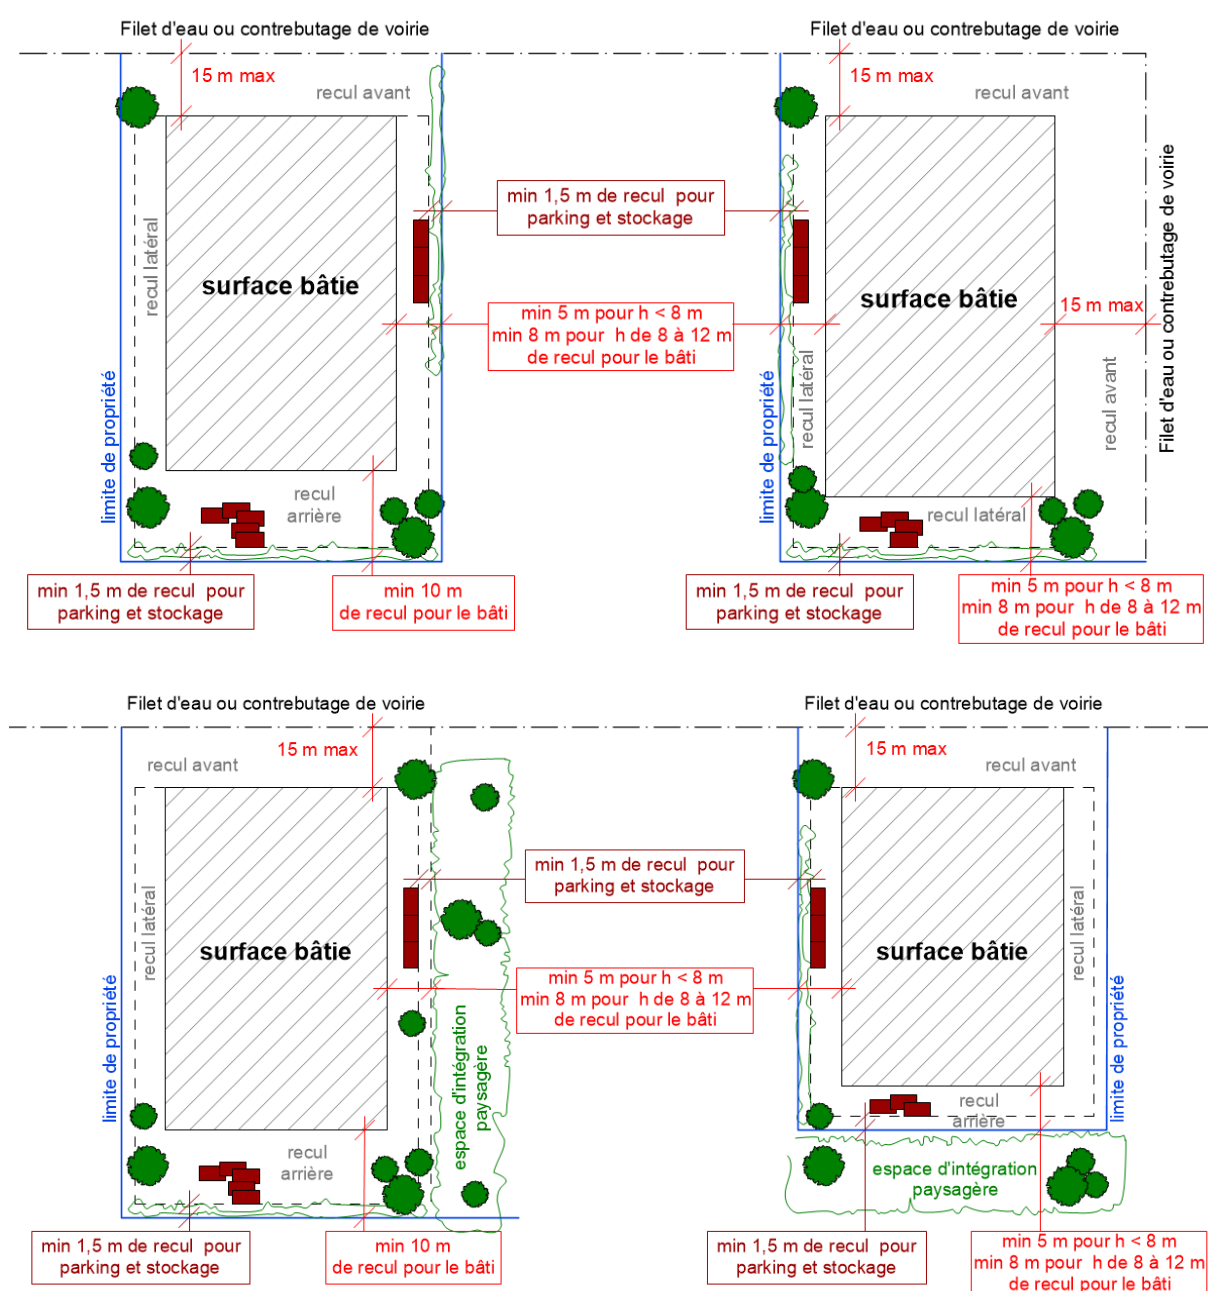 Filet d'eau ou contrebutage de voirie
15 m max
recul avant
recul latéral
surface bâtie
limite de propriété
recul
arrière
min 1,5 m de recul pour
parking et stockage
min 10 m
de recul pour le bâti
min 1,5 m de recul pour
parking et stockage
min 5 m pour h < 8 m
min 8 m pour h de 8 à 12 m
de recul pour le bâti
Filet d'eau ou contrebutage de voirie
15 m max
recul avant
Filet d'eau ou contrebutage de voirie
surface bâtie
15 m max
recul latéral
recul avant
limite de propriété
recul latéral
min 1,5 m de recul pour
parking et stockage
min 5 m pour h < 8 m
min 8 m pour h de 8 à 12 m
de recul pour le bâti
Filet d'eau ou contrebutage de voirie
15 m max
recul avant
recul latéral
surface bâtie
limite de propriété
espace d'intégration
paysagère
recul
arrière
min 1,5 m de recul pour
parking et stockage
min 10 m
de recul pour le bâti
min 1,5 m de recul pour
parking et stockage
min 5 m pour h < 8 m
min 8 m pour h de 8 à 12 m
de recul pour le bâti
Filet d'eau ou contrebutage de voirie
15 m max
recul avant
surface bâtie
recul latéral
limite de propriété
recul
arrière
espace d'intégration
paysagère
min 1,5 m de recul pour
parking et stockage
min 5 m pour h < 8 m
min 8 m pour h de 8 à 12 m
de recul pour le bâti